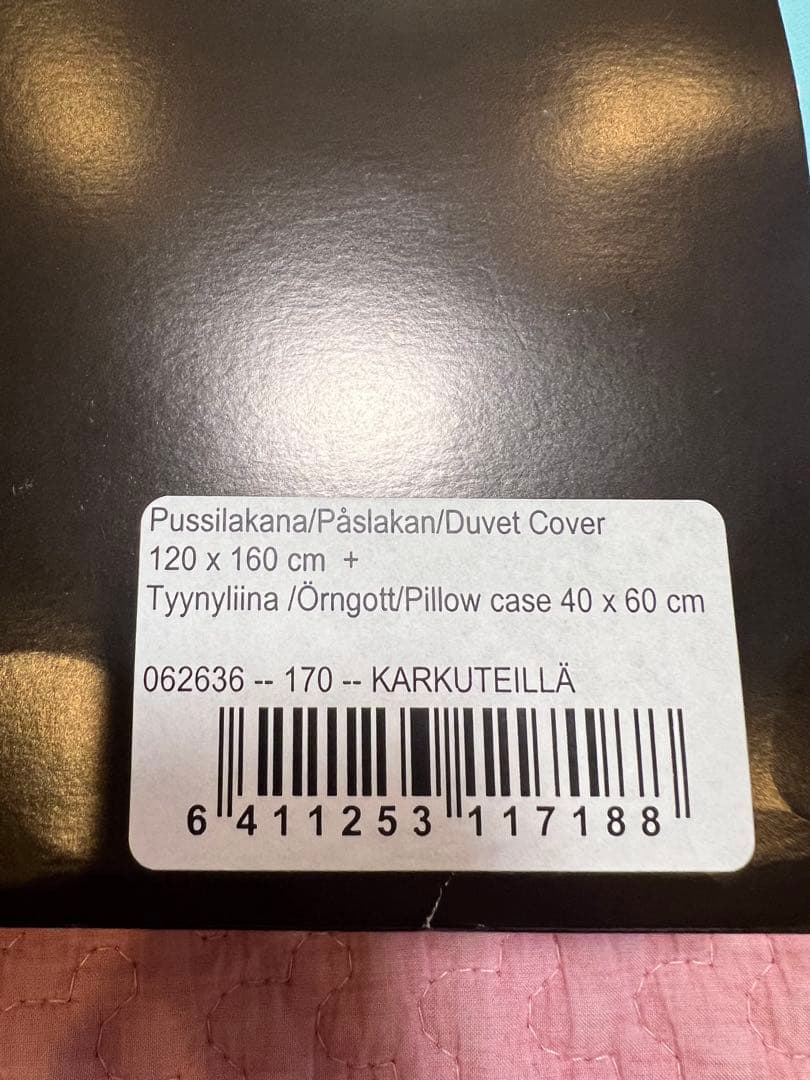 Pussilakana/Påslakan/Duvet Cover
120 x 160 cm +
Tyynyliina /Örngott/Pillow case 40 x 60 cm
062636 -- 170 -- KARKUTEILLÄ
6 411253 117188